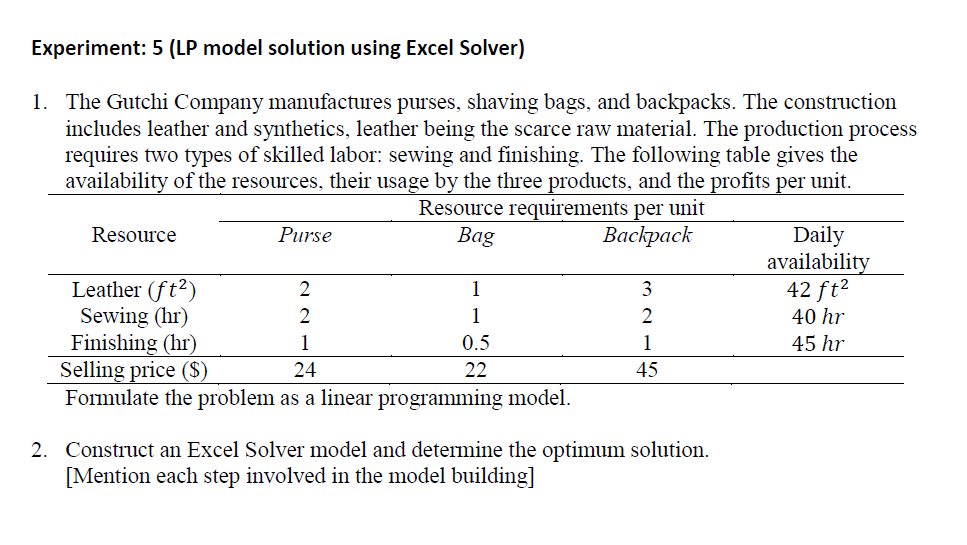 Experiment: 5 (LP model solution using Excel Solver)
1. The Gutchi Company manufactures purses, shaving bags, and backpacks. The construction
includes leather and synthetics, leather being the scarce raw material. The production process
requires two types of skilled labor: sewing and finishing. The following table gives the
availability of the resources, their usage by the three products, and the profits per unit.
Resource requirements per unit
Resource Purse Bag Backpack Daily
availability
Leather (ft²) 2 1 3 42 ft²
Sewing (hr) 2 1 2 40 hr
Finishing (hr) 1 0.5 1 45 hr
Selling price ($) 24 22 45
Formulate the problem as a linear programming model.
2. Construct an Excel Solver model and determine the optimum solution.
[Mention each step involved in the model building]